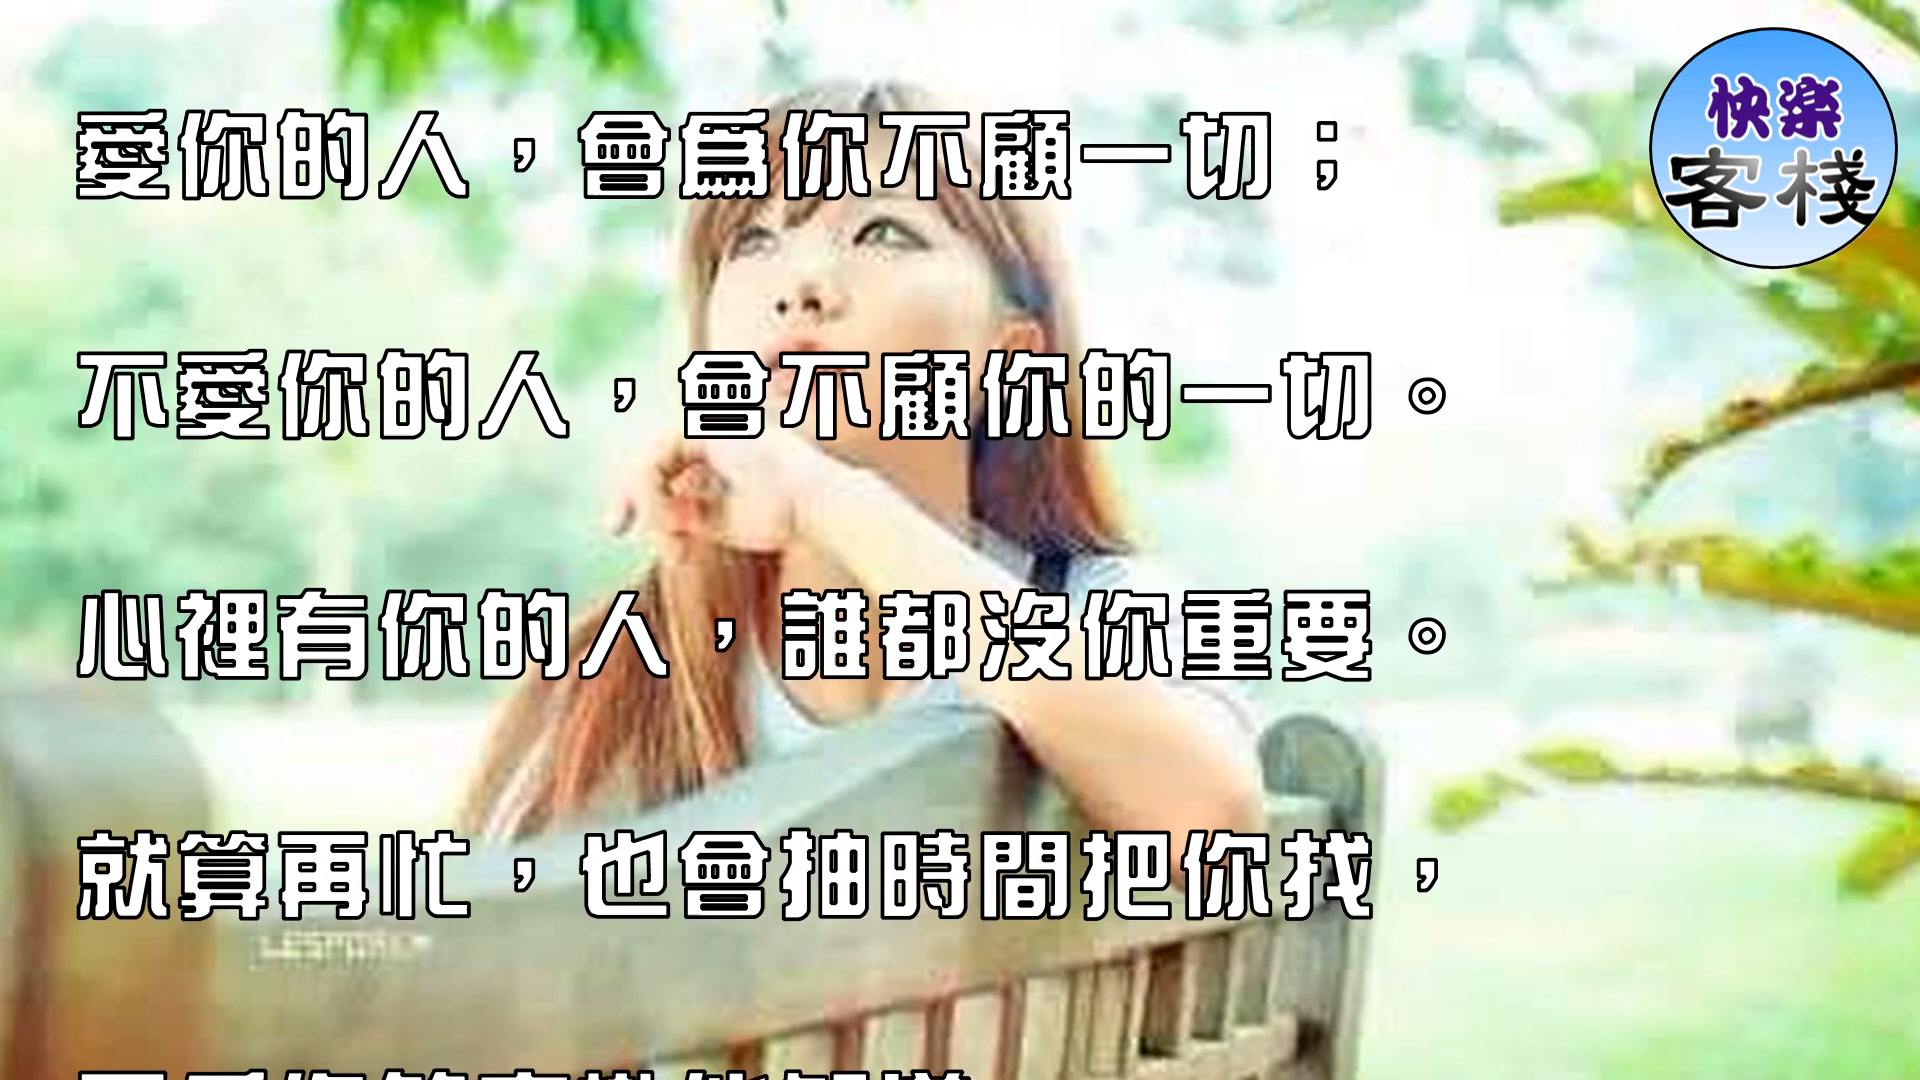 愛你的人，會爲你不顧一切；
不愛你的人，會不顧你的一切。
心裡有你的人，誰都沒你重要。
就算再忙，也會抽時間把你找，
快樂
客棧